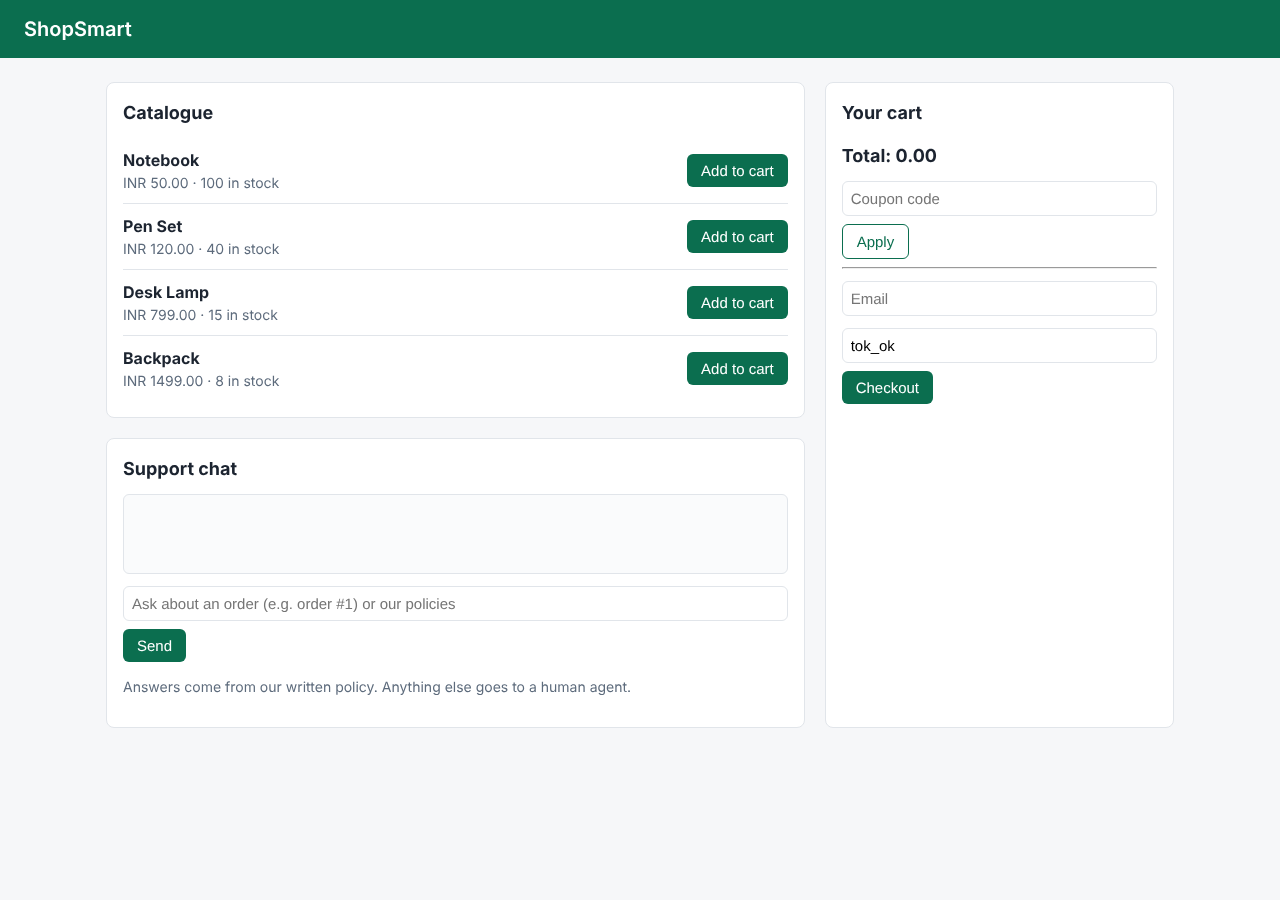 ShopSmart
Catalogue
Notebook
INR 50.00 · 100 in stock
Add to cart
Pen Set
INR 120.00 · 40 in stock
Add to cart
Desk Lamp
INR 799.00 · 15 in stock
Add to cart
Backpack
INR 1499.00 · 8 in stock
Add to cart
Support chat
Ask about an order (e.g. order #1) or our policies
Send
Answers come from our written policy. Anything else goes to a human agent.
Your cart
Total: 0.00
Coupon code
Apply
Email
tok_ok
Checkout